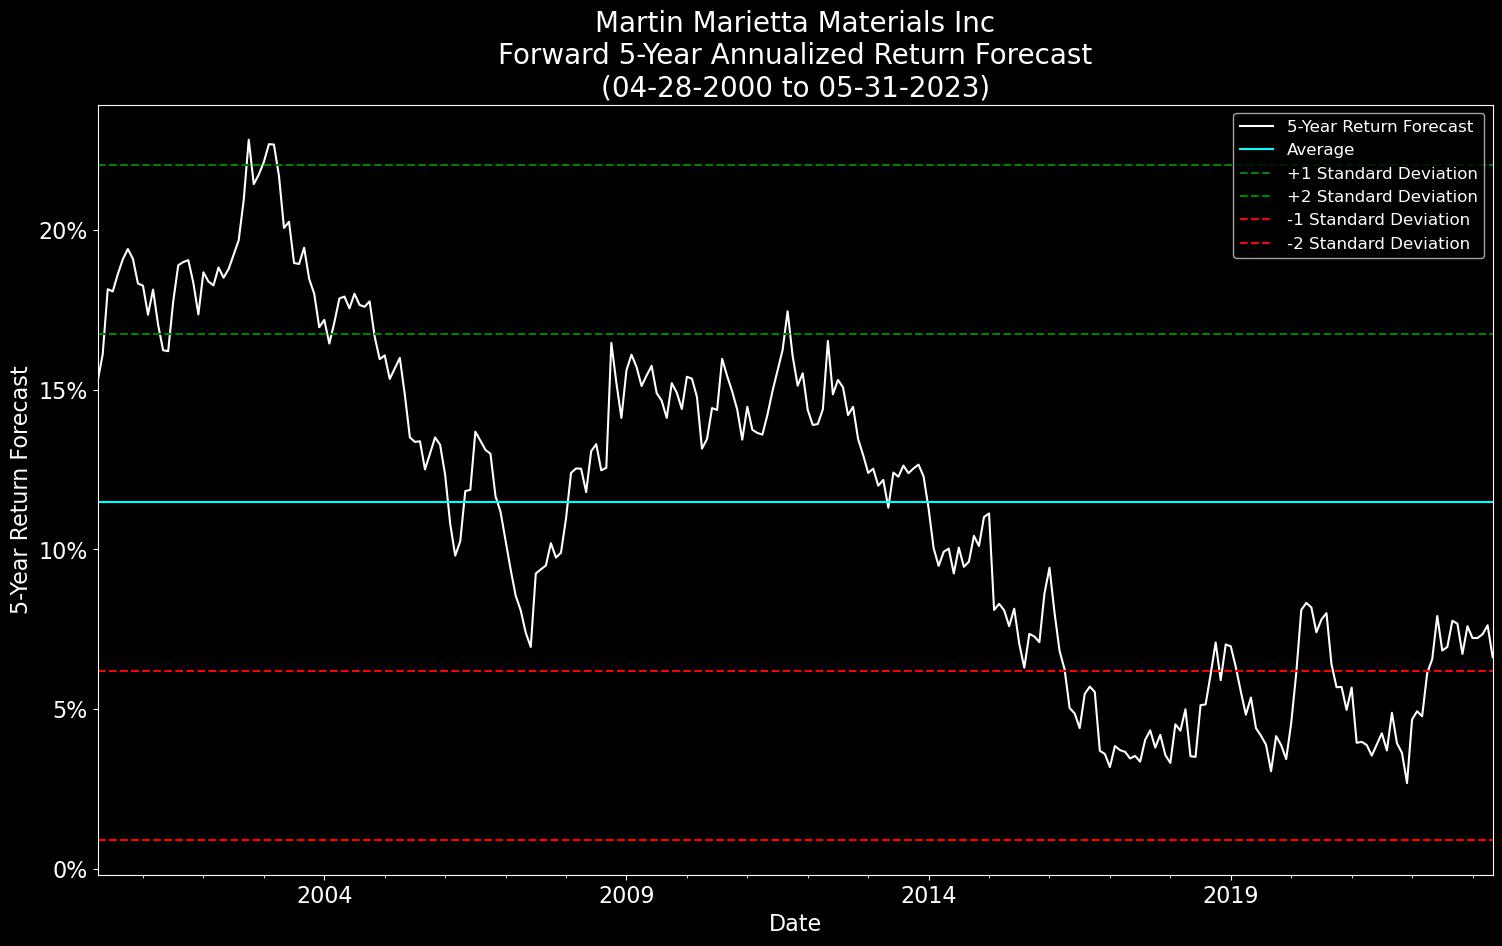 Martin Marietta Materials Inc
Forward 5-Year Annualized Return Forecast
(04-28-2000 to 05-31-2023)
5-Year Return Forecast
Average
+1 Standard Deviation
+2 Standard Deviation
-1 Standard Deviation
-2 Standard Deviation
5-Year Return Forecast
20%
15%
10%
5%
0%
2004
2009
2014
2019
Date